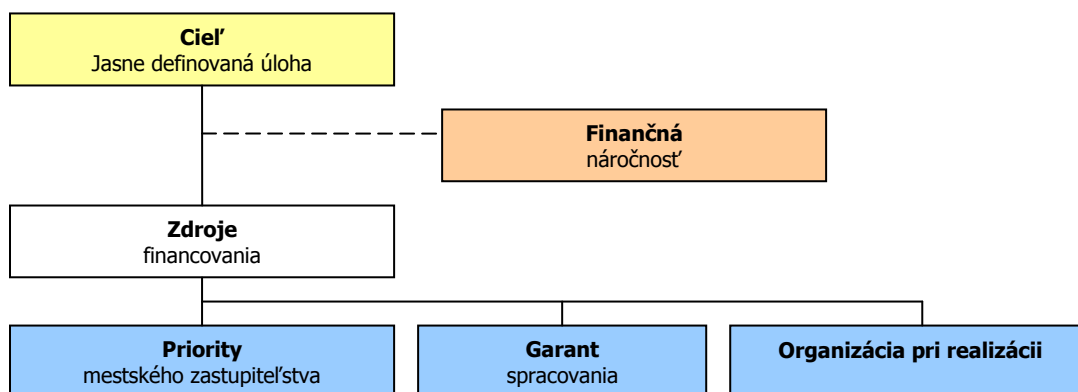 Cieľ
Jasne definovaná úloha
Finančná
náročnosť
Zdroje
financovania
Priority
mestského zastupiteľstva
Garant
spracovania
Organizácia pri realizácii